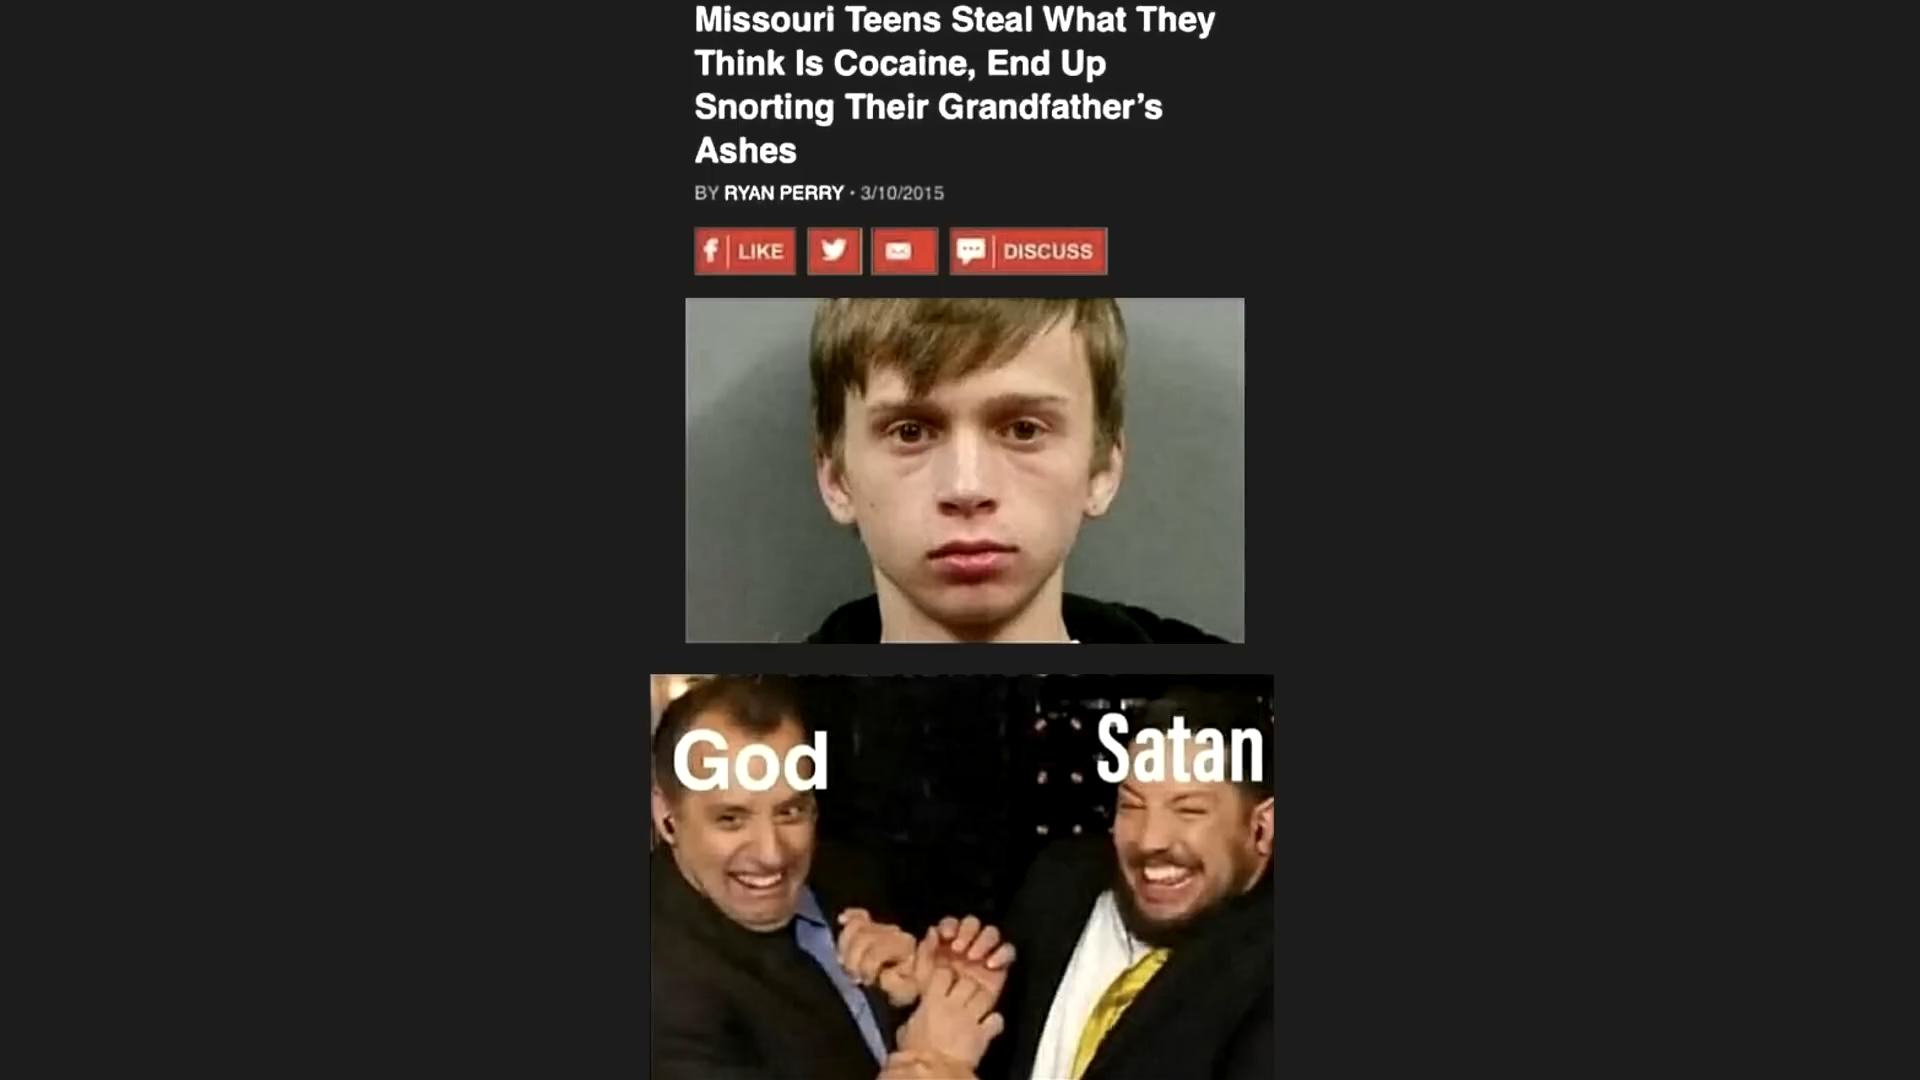 Missouri Teens Steal What They
Think Is Cocaine, End Up
Snorting Their Grandfather's
Ashes
BY RYAN PERRY • 3/10/2015
f LIKE DISCUSS
God Satan